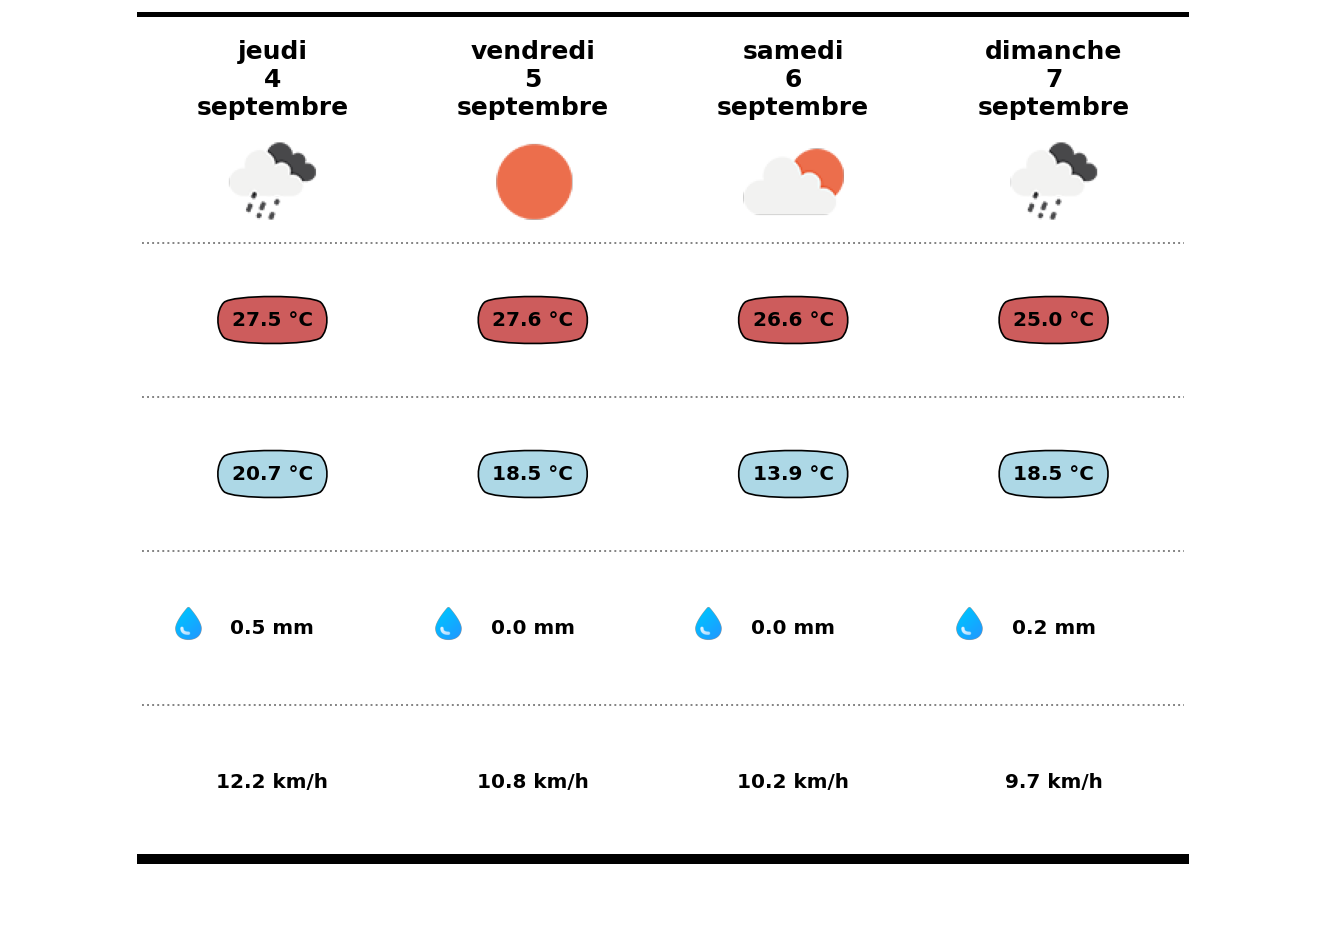 jeudi
4
septembre
vendredi
5
septembre
samedi
6
septembre
dimanche
7
septembre
27.5 °C
27.6 °C
26.6 °C
25.0 °C
20.7 °C
18.5 °C
13.9 °C
18.5 °C
0.5 mm
0.0 mm
0.0 mm
0.2 mm
12.2 km/h
10.8 km/h
10.2 km/h
9.7 km/h